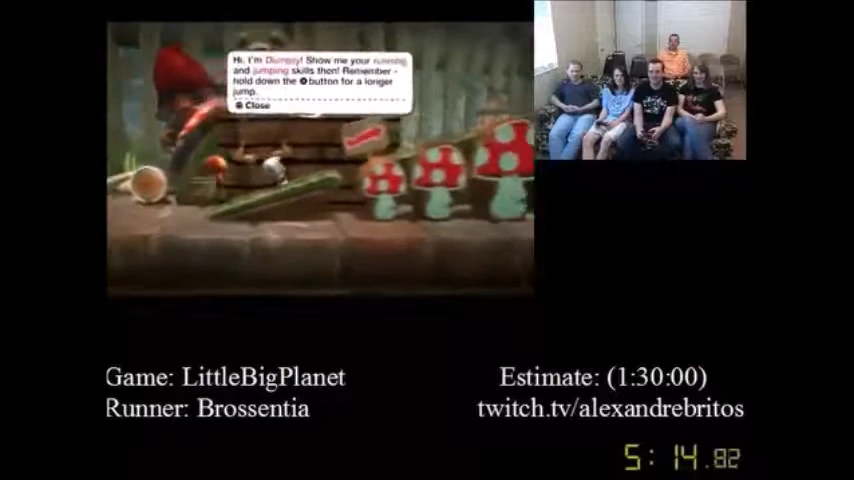 Hi, I'm Dumpty! Show me your running
and jumping skills then! Remember -
hold down the button for a longer
jump.
Close
Game: LittleBigPlanet
Runner: Brossentia
Estimate: (1:30:00)
twitch.tv/alexandrebritos
5:14.82